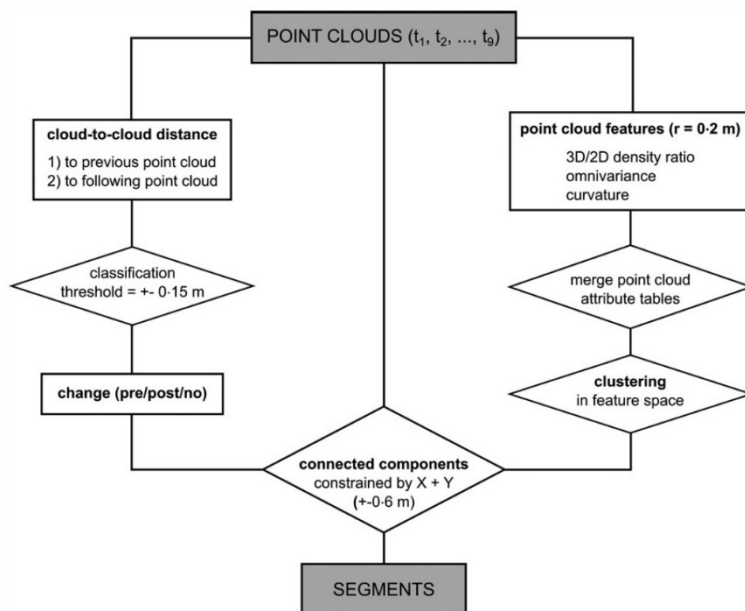 POINT CLOUDS (t₁, t₂, ..., t₉)
cloud-to-cloud distance
1) to previous point cloud
2) to following point cloud
classification
threshold = +- 0·15 m
change (pre/post/no)
point cloud features (r = 0·2 m)
3D/2D density ratio
omnivariance
curvature
merge point cloud
attribute tables
clustering
in feature space
connected components
constrained by X + Y
(+-0·6 m)
SEGMENTS